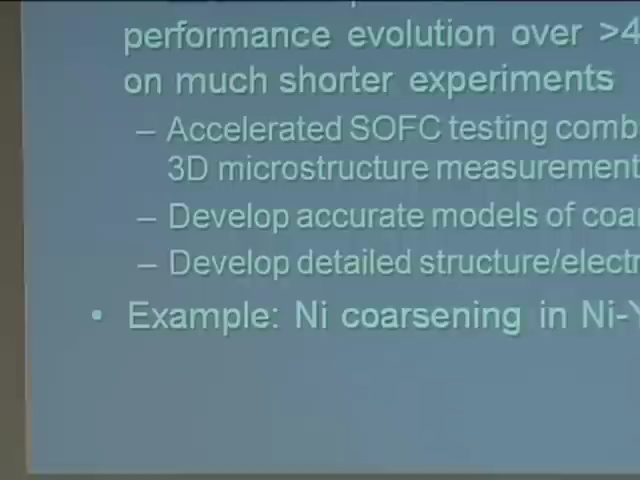 performance evolution over >4
on much shorter experiments
– Accelerated SOFC testing comb
3D microstructure measurement
– Develop accurate models of coa
– Develop detailed structure/electr
• Example: Ni coarsening in Ni-Y